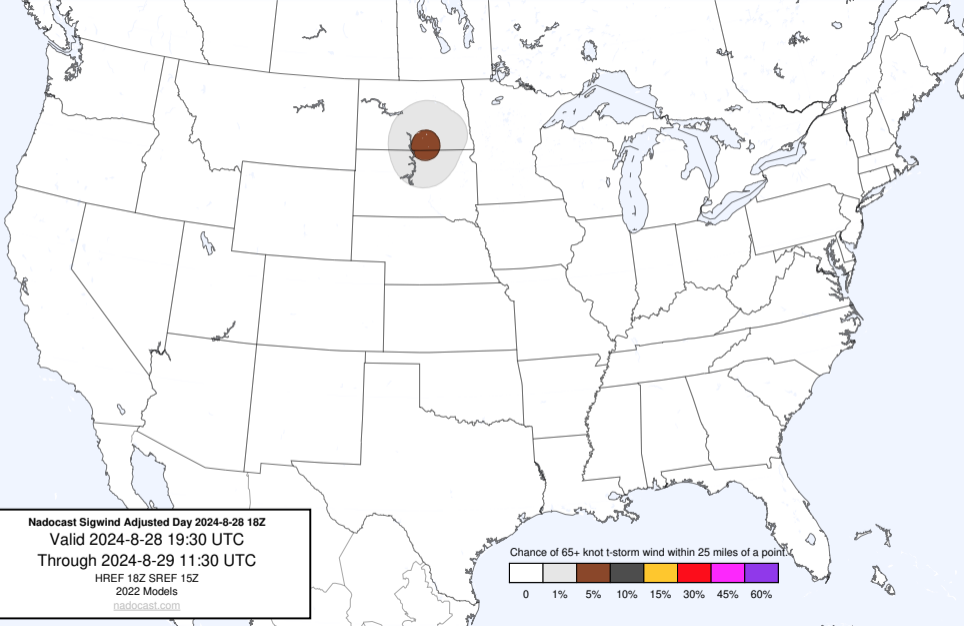 Nadocast Sigwind Adjusted Day 2024-8-28 18Z
Valid 2024-8-28 19:30 UTC
Through 2024-8-29 11:30 UTC
HREF 18Z SREF 15Z
2022 Models
nadocast.com
Chance of 65+ knot t-storm wind within 25 miles of a point.
0 1% 5% 10% 15% 30% 45% 60%